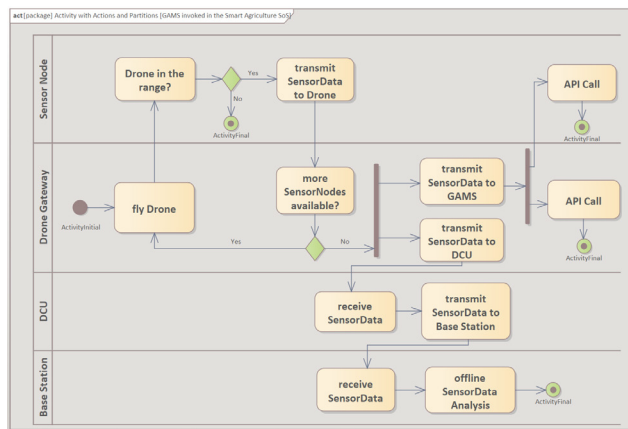 act [package] Activity with Actions and Partitions [GAMS invoked in the Smart Agriculture SoS]
Sensor Node
Drone in the
range?
Yes
No
ActivityFinal
transmit
SensorData
to Drone
API Call
ActivityFinal
Drone Gateway
ActivityInitial
fly Drone
more
SensorNodes
available?
Yes
No
transmit
SensorData to
GAMS
transmit
SensorData to
DCU
API Call
ActivityFinal
DCU
receive
SensorData
transmit
SensorData to
Base Station
Base Station
receive
SensorData
offline
SensorData
Analysis
ActivityFinal